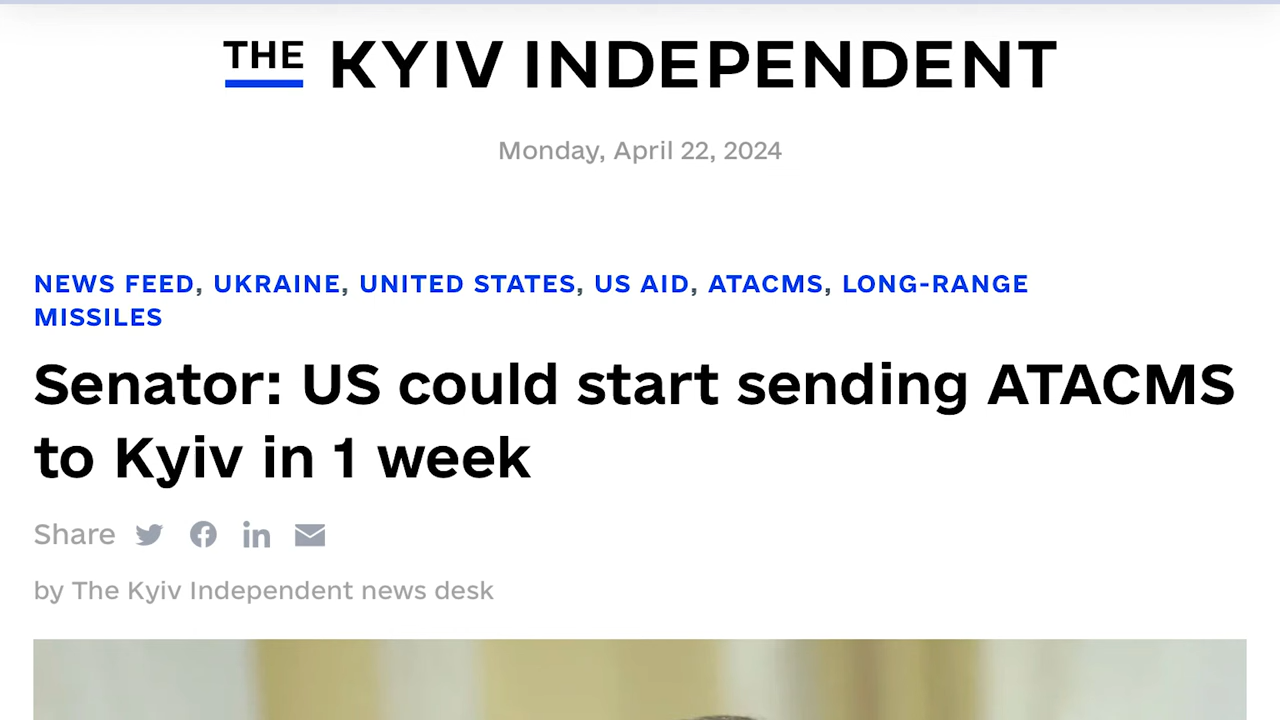 THE KYIV INDEPENDENT
Monday, April 22, 2024
NEWS FEED, UKRAINE, UNITED STATES, US AID, ATACMS, LONG-RANGE
MISSILES
Senator: US could start sending ATACMS
to Kyiv in 1 week
Share
by The Kyiv Independent news desk